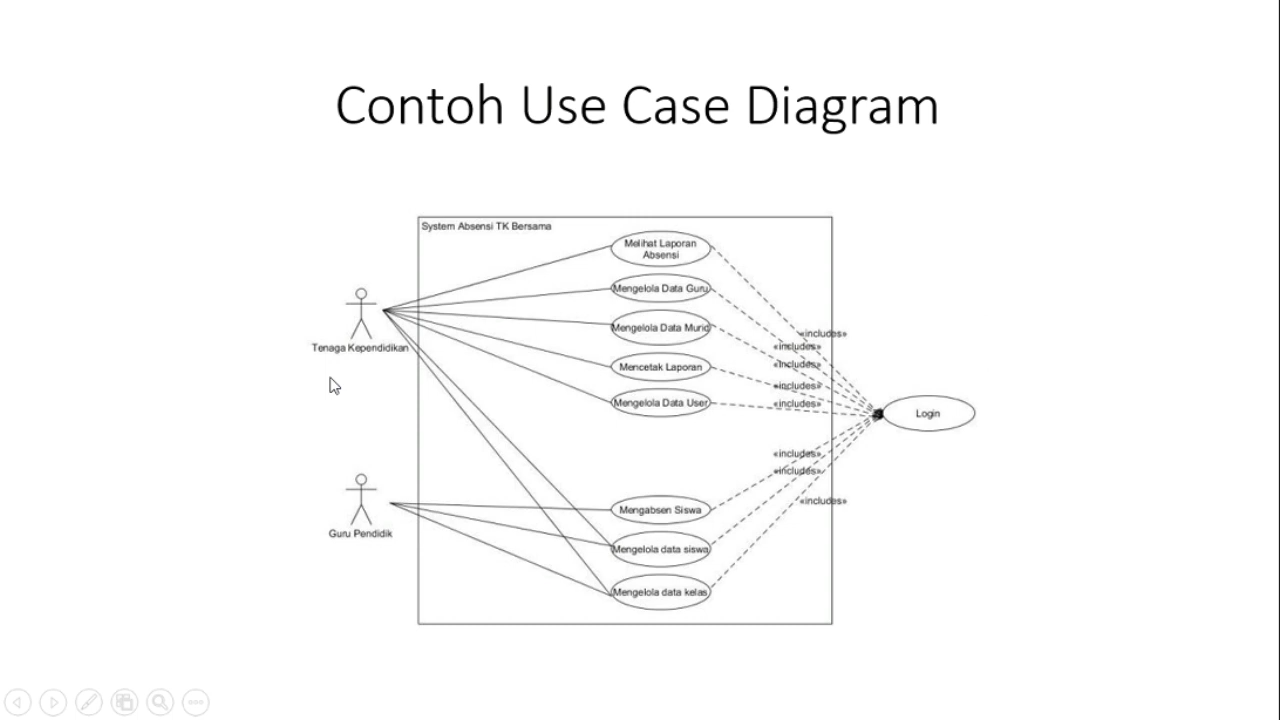 Contoh Use Case Diagram
System Absensi TK Bersama
Melihat Laporan
Absensi
Mengelola Data Guru
Mengelola Data Murid
Mencetak Laporan
Mengelola Data User
Mengabsen Siswa
Mengelola data siswa
Mengelola data kelas
Tenaga Kependidikan
Guru Pendidik
«includes»
«includes»
«includes»
«includes»
«includes»
«includes»
«includes»
«includes»
Login